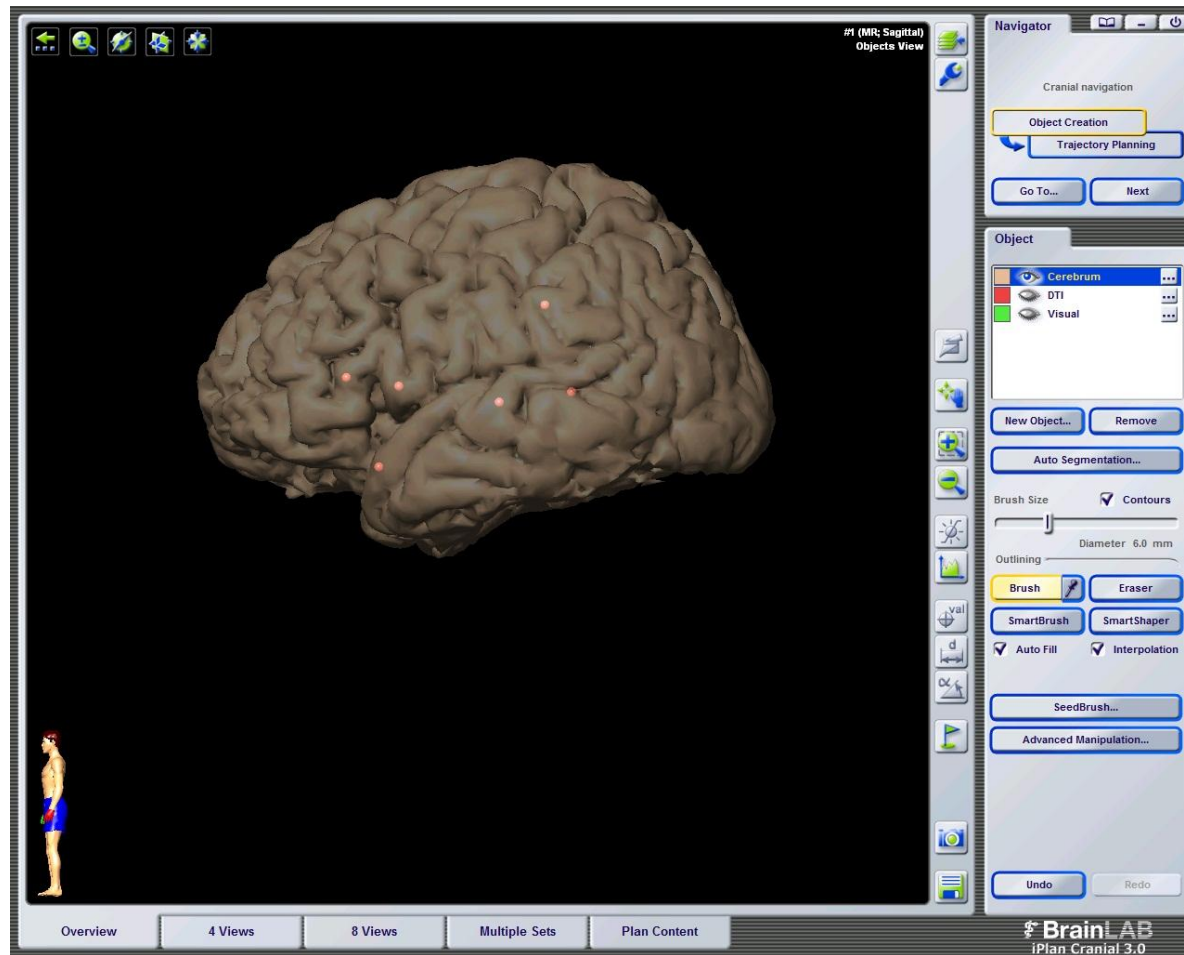 #1 (MR; Sagittal)
Objects View
Navigator
Cranial navigation
Object Creation
Trajectory Planning
Go To...
Next
Object
Cerebrum
...
DTI
...
Visual
...
New Object...
Remove
Auto Segmentation...
Brush Size
Contours
Diameter 6.0 mm
Outlining
Brush
Eraser
SmartBrush
SmartShaper
Auto Fill
Interpolation
SeedBrush...
Advanced Manipulation...
Undo
Redo
val
d
α
Overview
4 Views
8 Views
Multiple Sets
Plan Content
BrainLAB
iPlan Cranial 3.0